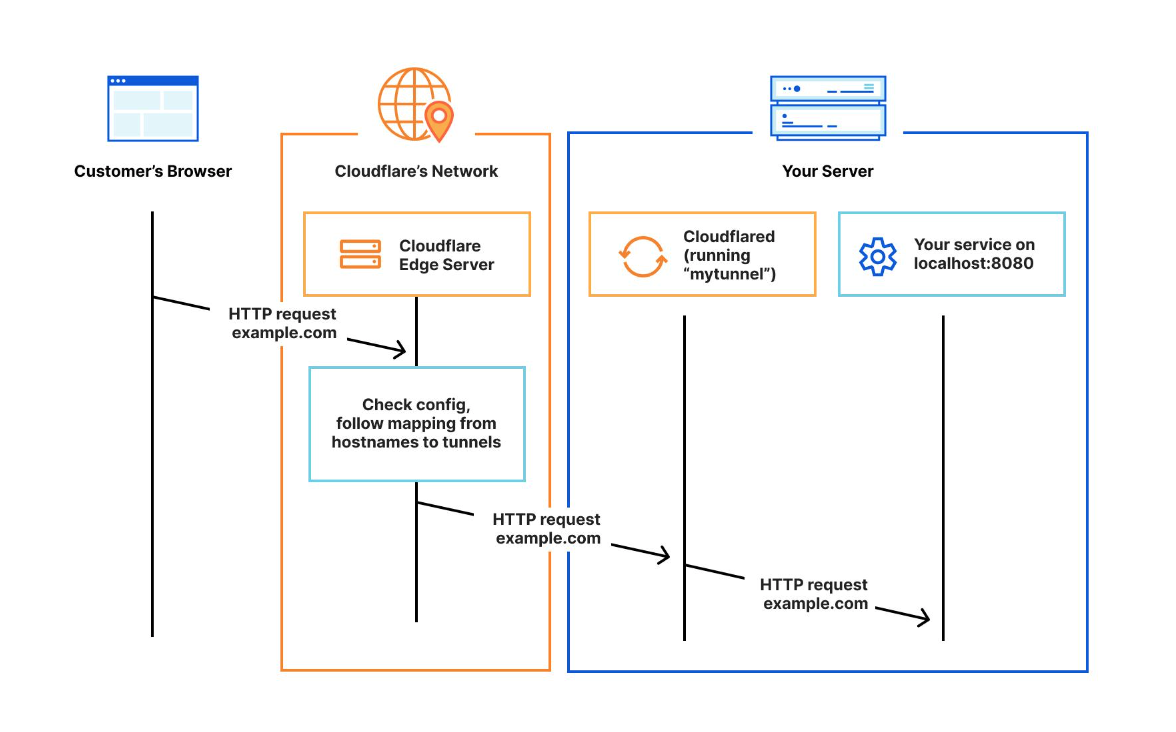 Customer’s Browser
Cloudflare’s Network
Your Server
Cloudflare
Edge Server
Cloudflared
(running
“mytunnel”)
Your service on
localhost:8080
HTTP request
example.com
Check config,
follow mapping from
hostnames to tunnels
HTTP request
example.com
HTTP request
example.com